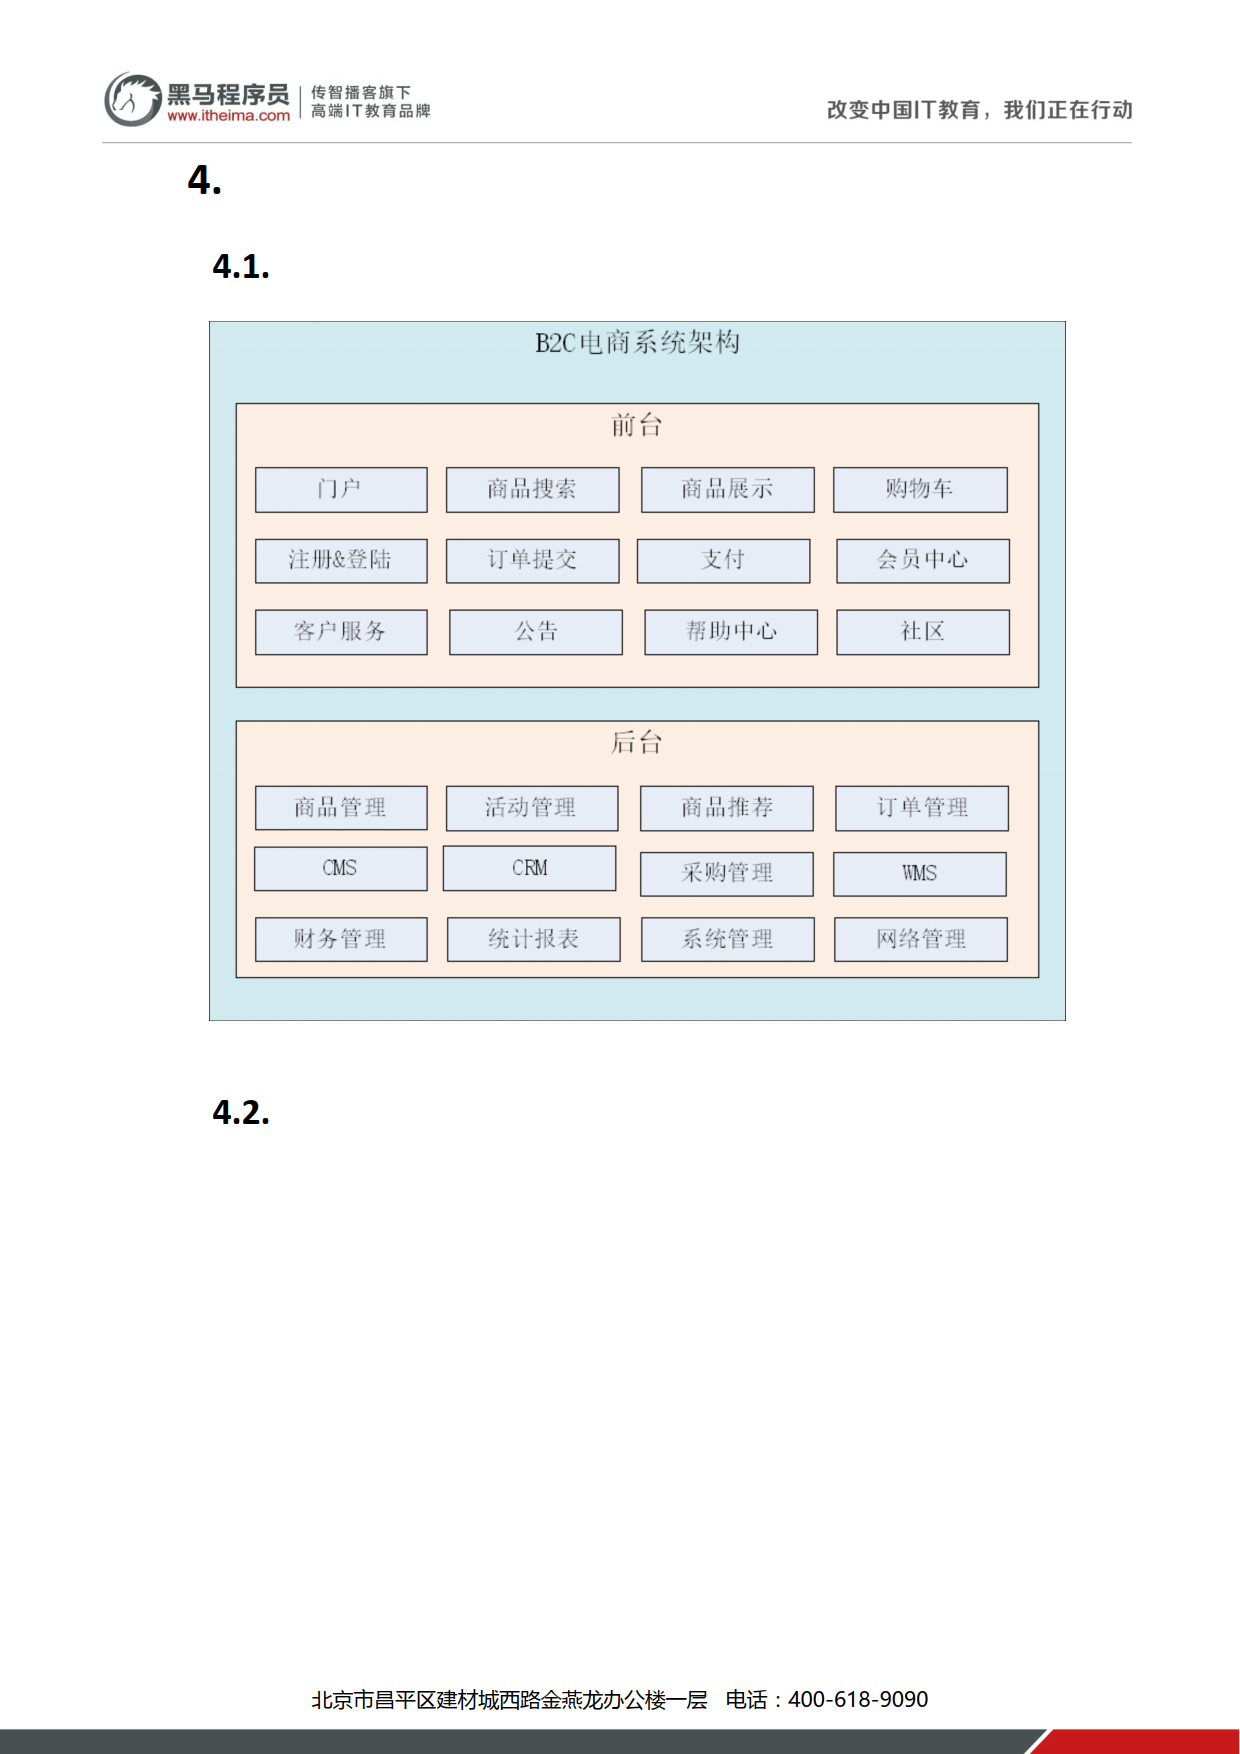 黑马程序员 传智播客旗下
www.itheima.com 高端IT教育品牌
改变中国IT教育，我们正在行动
4.
4.1.
B2C电商系统架构
前台
门户 商品搜索 商品展示 购物车
注册&登陆 订单提交 支付 会员中心
客户服务 公告 帮助中心 社区
后台
商品管理 活动管理 商品推荐 订单管理
CMS CRM 采购管理 WMS
财务管理 统计报表 系统管理 网络管理
4.2.
北京市昌平区建材城西路金燕龙办公楼一层 电话：400-618-9090